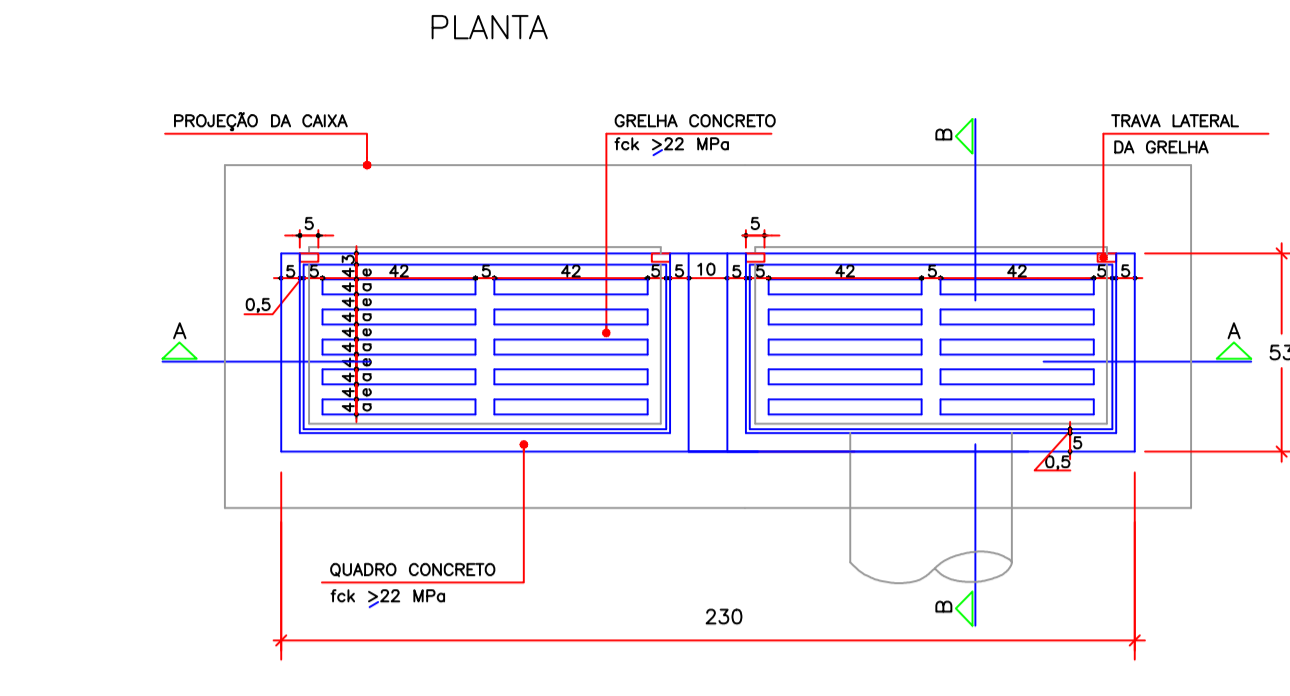 PLANTA
PROJEÇÃO DA CAIXA
GRELHA CONCRETO
fck ≥22 MPa
B
TRAVA LATERAL
DA GRELHA
5
5
5 5 42 5 42 5 5 10 5 5 42 5 42 5 5
3
4 e
4 a
4 e
4 a
4 e
4 a
4 e
4 a
4 e
4 a
0,5
A
A
53
5
0,5
QUADRO CONCRETO
fck ≥22 MPa
B
230